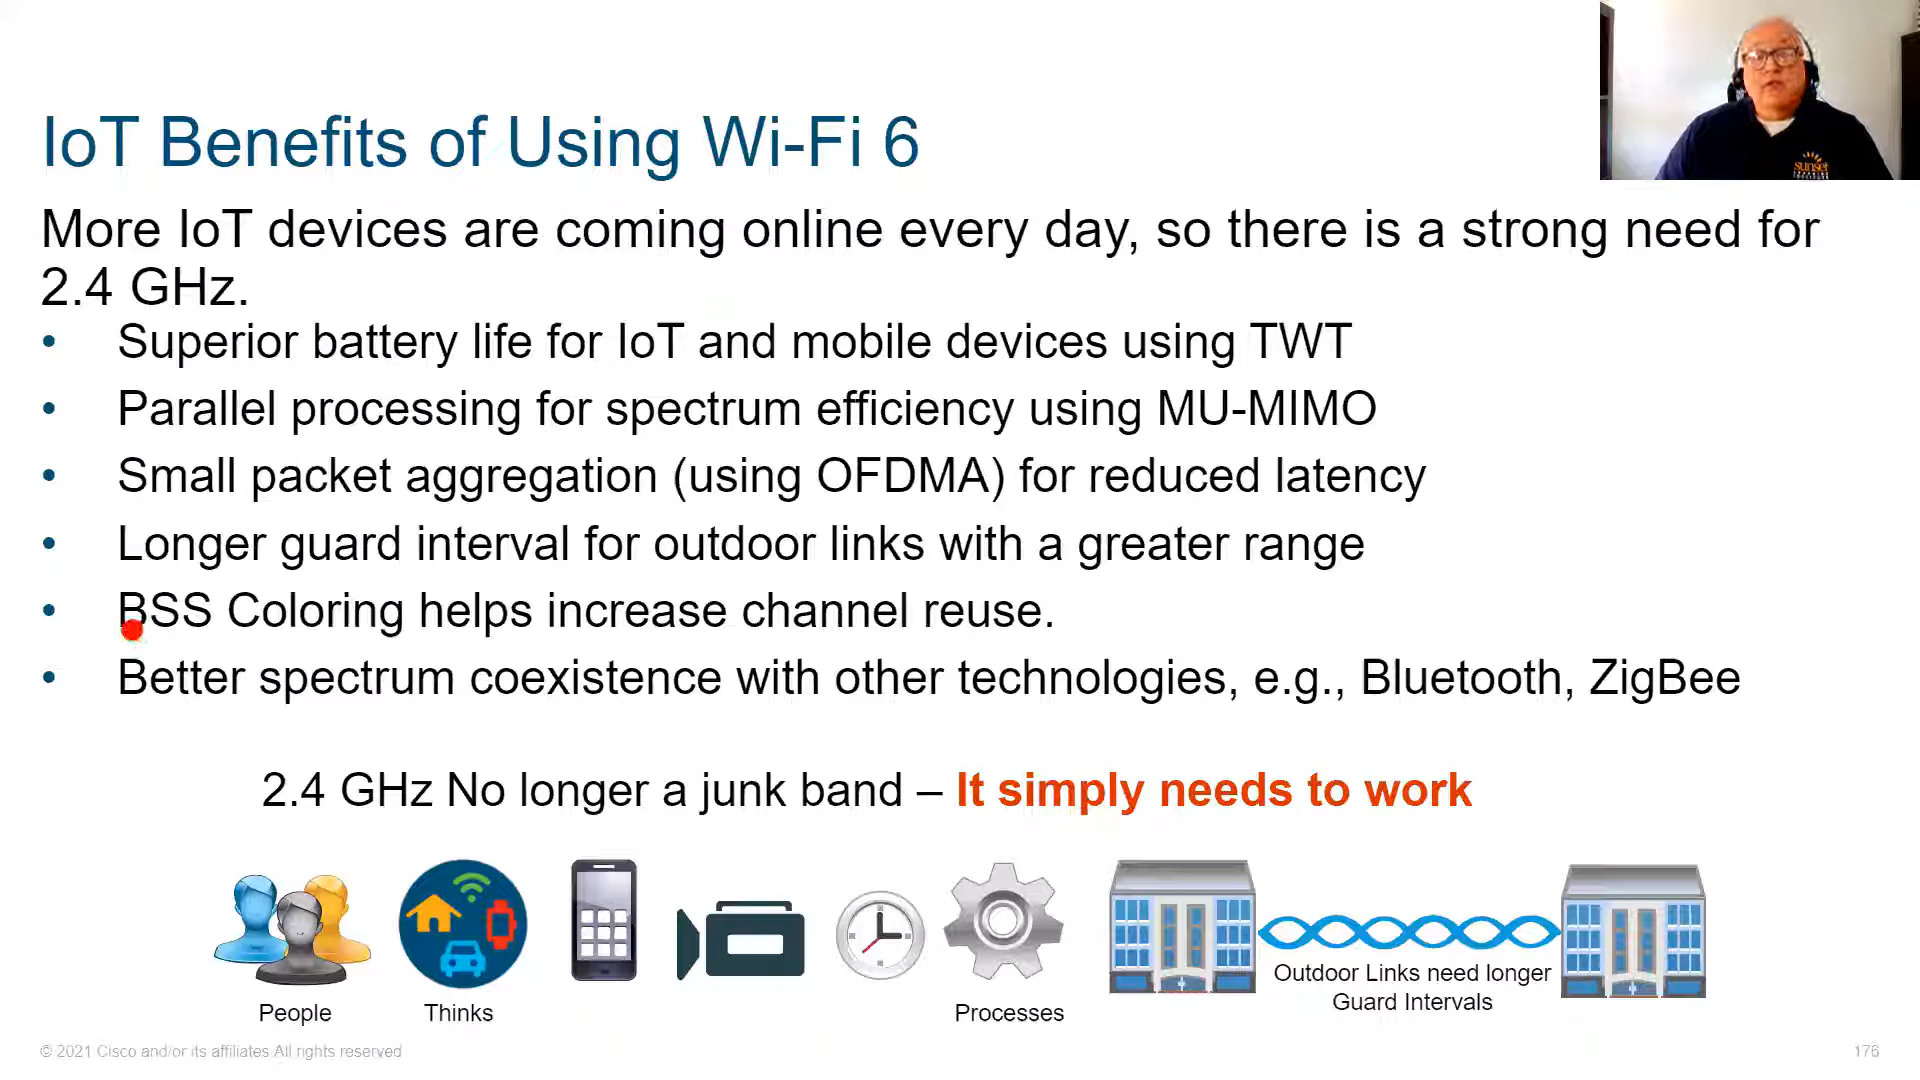 IoT Benefits of Using Wi-Fi 6
sunset
More IoT devices are coming online every day, so there is a strong need for
2.4 GHz.
• Superior battery life for IoT and mobile devices using TWT
• Parallel processing for spectrum efficiency using MU-MIMO
• Small packet aggregation (using OFDMA) for reduced latency
• Longer guard interval for outdoor links with a greater range
• BSS Coloring helps increase channel reuse.
• Better spectrum coexistence with other technologies, e.g., Bluetooth, ZigBee
2.4 GHz No longer a junk band – It simply needs to work
Outdoor Links need longer
Guard Intervals
People
Thinks
Processes
© 2021 Cisco and/or its affiliates All rights reserved
176